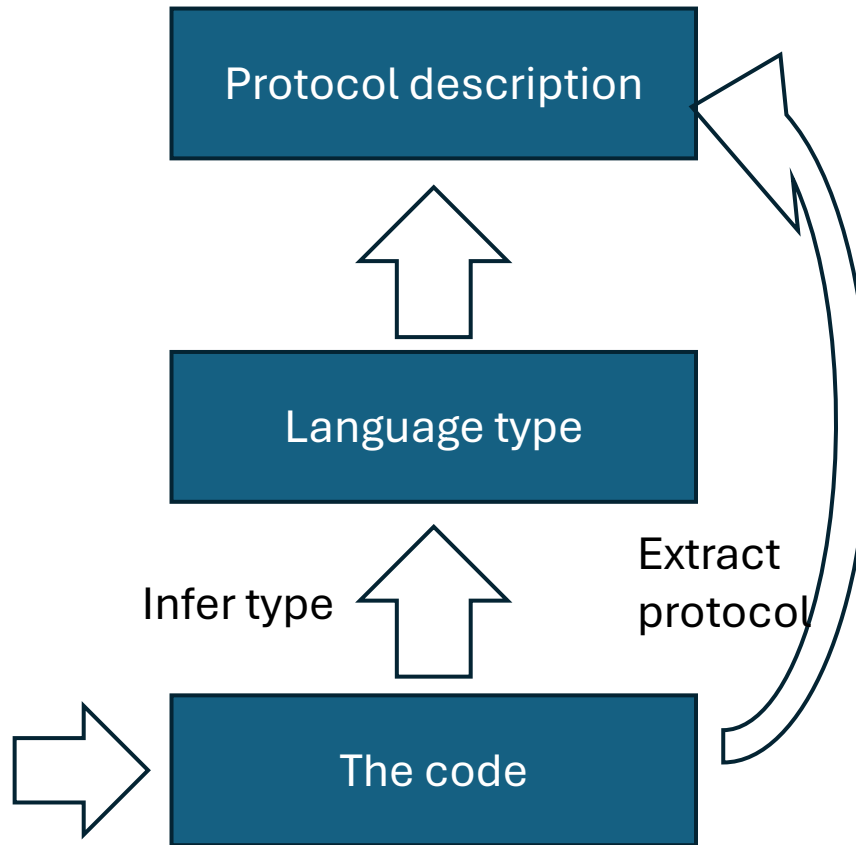 Protocol description
Language type
Infer type
Extract
protocol
The code